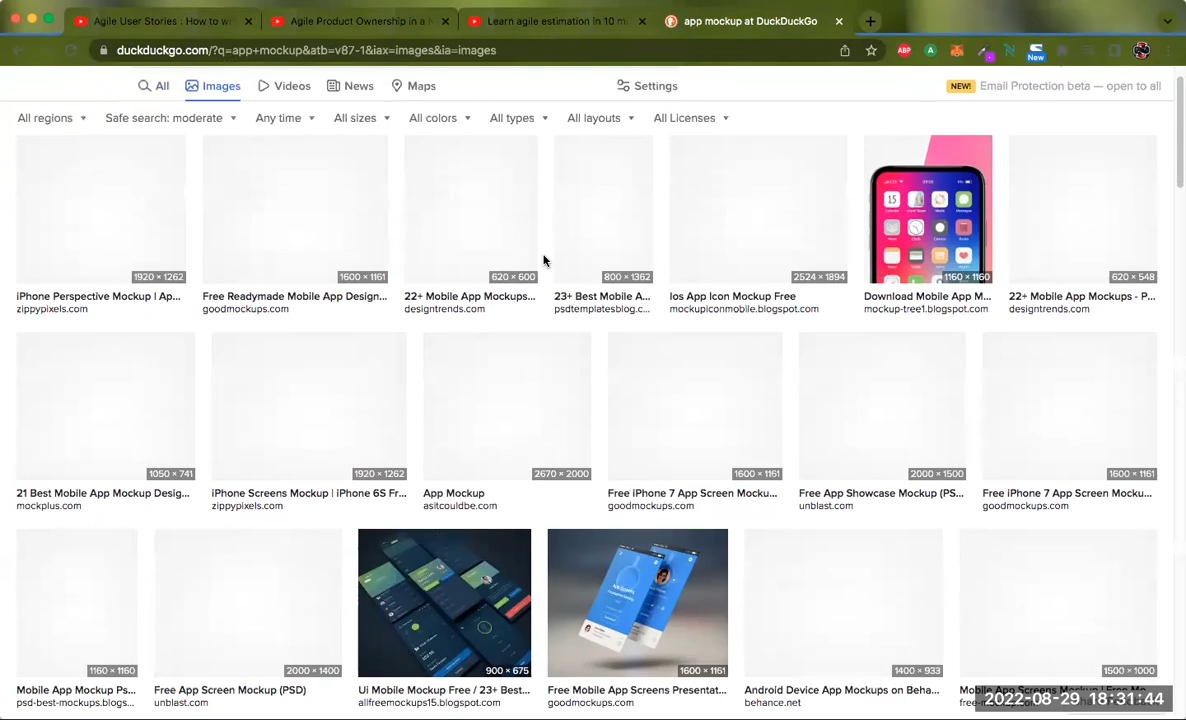 Agile User Stories : How to wr
Agile Product Ownership in a N
Learn agile estimation in 10 m
app mockup at DuckDuckGo
duckduckgo.com/?q=app+mockup&atb=v87-1&iax=images&ia=images
ABP
A
New
All
Images
Videos
News
Maps
Settings
NEW!
Email Protection beta — open to all
All regions
Safe search: moderate
Any time
All sizes
All colors
All types
All layouts
All Licenses
1920 × 1262
1600 × 1161
620 × 600
800 × 1362
2524 × 1894
1160 × 1160
620 × 548
iPhone Perspective Mockup | Ap...
Free Readymade Mobile App Design...
22+ Mobile App Mockups...
23+ Best Mobile A...
Ios App Icon Mockup Free
Download Mobile App M...
22+ Mobile App Mockups - P...
zippypixels.com
goodmockups.com
designtrends.com
psdtemplatesblog.c...
mockupiconmobile.blogspot.com
mockup-tree1.blogspot.com
designtrends.com
1050 × 741
1920 × 1262
2670 × 2000
1600 × 1161
2000 × 1500
1600 × 1161
21 Best Mobile App Mockup Desig...
iPhone Screens Mockup | iPhone 6S Fr...
App Mockup
Free iPhone 7 App Screen Mocku...
Free App Showcase Mockup (PS...
Free iPhone 7 App Screen Mocku...
mockplus.com
zippypixels.com
asitcouldbe.com
goodmockups.com
unblast.com
goodmockups.com
1160 × 1160
2000 × 1400
900 × 675
1600 × 1161
1400 × 933
1500 × 1000
Mobile App Mockup Ps...
Free App Screen Mockup (PSD)
Ui Mobile Mockup Free / 23+ Best...
Free Mobile App Screens Presentat...
Android Device App Mockups on Beha...
Mobile App Screens Mockup | Free Mo...
psd-best-mockups.blogs...
unblast.com
allfreemockups15.blogspot.com
goodmockups.com
behance.net
2022-08-29 18:31:44